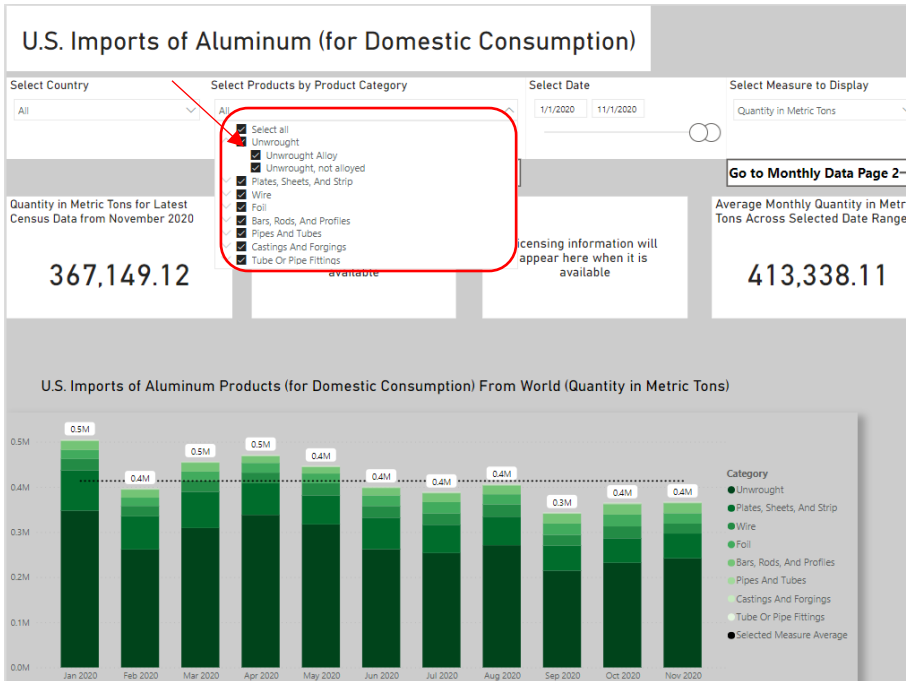 U.S. Imports of Aluminum (for Domestic Consumption)
Select Country
All
Select Products by Product Category
All
Select all
Unwrought
Unwrought Alloy
Unwrought, not alloyed
Plates, Sheets, And Strip
Wire
Foil
Bars, Rods, And Profiles
Pipes And Tubes
Castings And Forgings
Tube Or Pipe Fittings
Select Date
1/1/2020
11/1/2020
Select Measure to Display
Quantity in Metric Tons
Go to Monthly Data Page 2
Quantity in Metric Tons for Latest
Census Data from November 2020
367,149.12
available
icensing information will
appear here when it is
available
Average Monthly Quantity in Metr
Tons Across Selected Date Range
413,338.11
U.S. Imports of Aluminum Products (for Domestic Consumption) From World (Quantity in Metric Tons)
0.5M
0.4M
0.3M
0.2M
0.1M
0.0M
0.5M
0.4M
0.5M
0.5M
0.4M
0.4M
0.4M
0.4M
0.3M
0.4M
0.4M
Jan 2020
Feb 2020
Mar 2020
Apr 2020
May 2020
Jun 2020
Jul 2020
Aug 2020
Sep 2020
Oct 2020
Nov 2020
Category
Unwrought
Plates, Sheets, And Strip
Wire
Foil
Bars, Rods, And Profiles
Pipes And Tubes
Castings And Forgings
Tube Or Pipe Fittings
Selected Measure Average